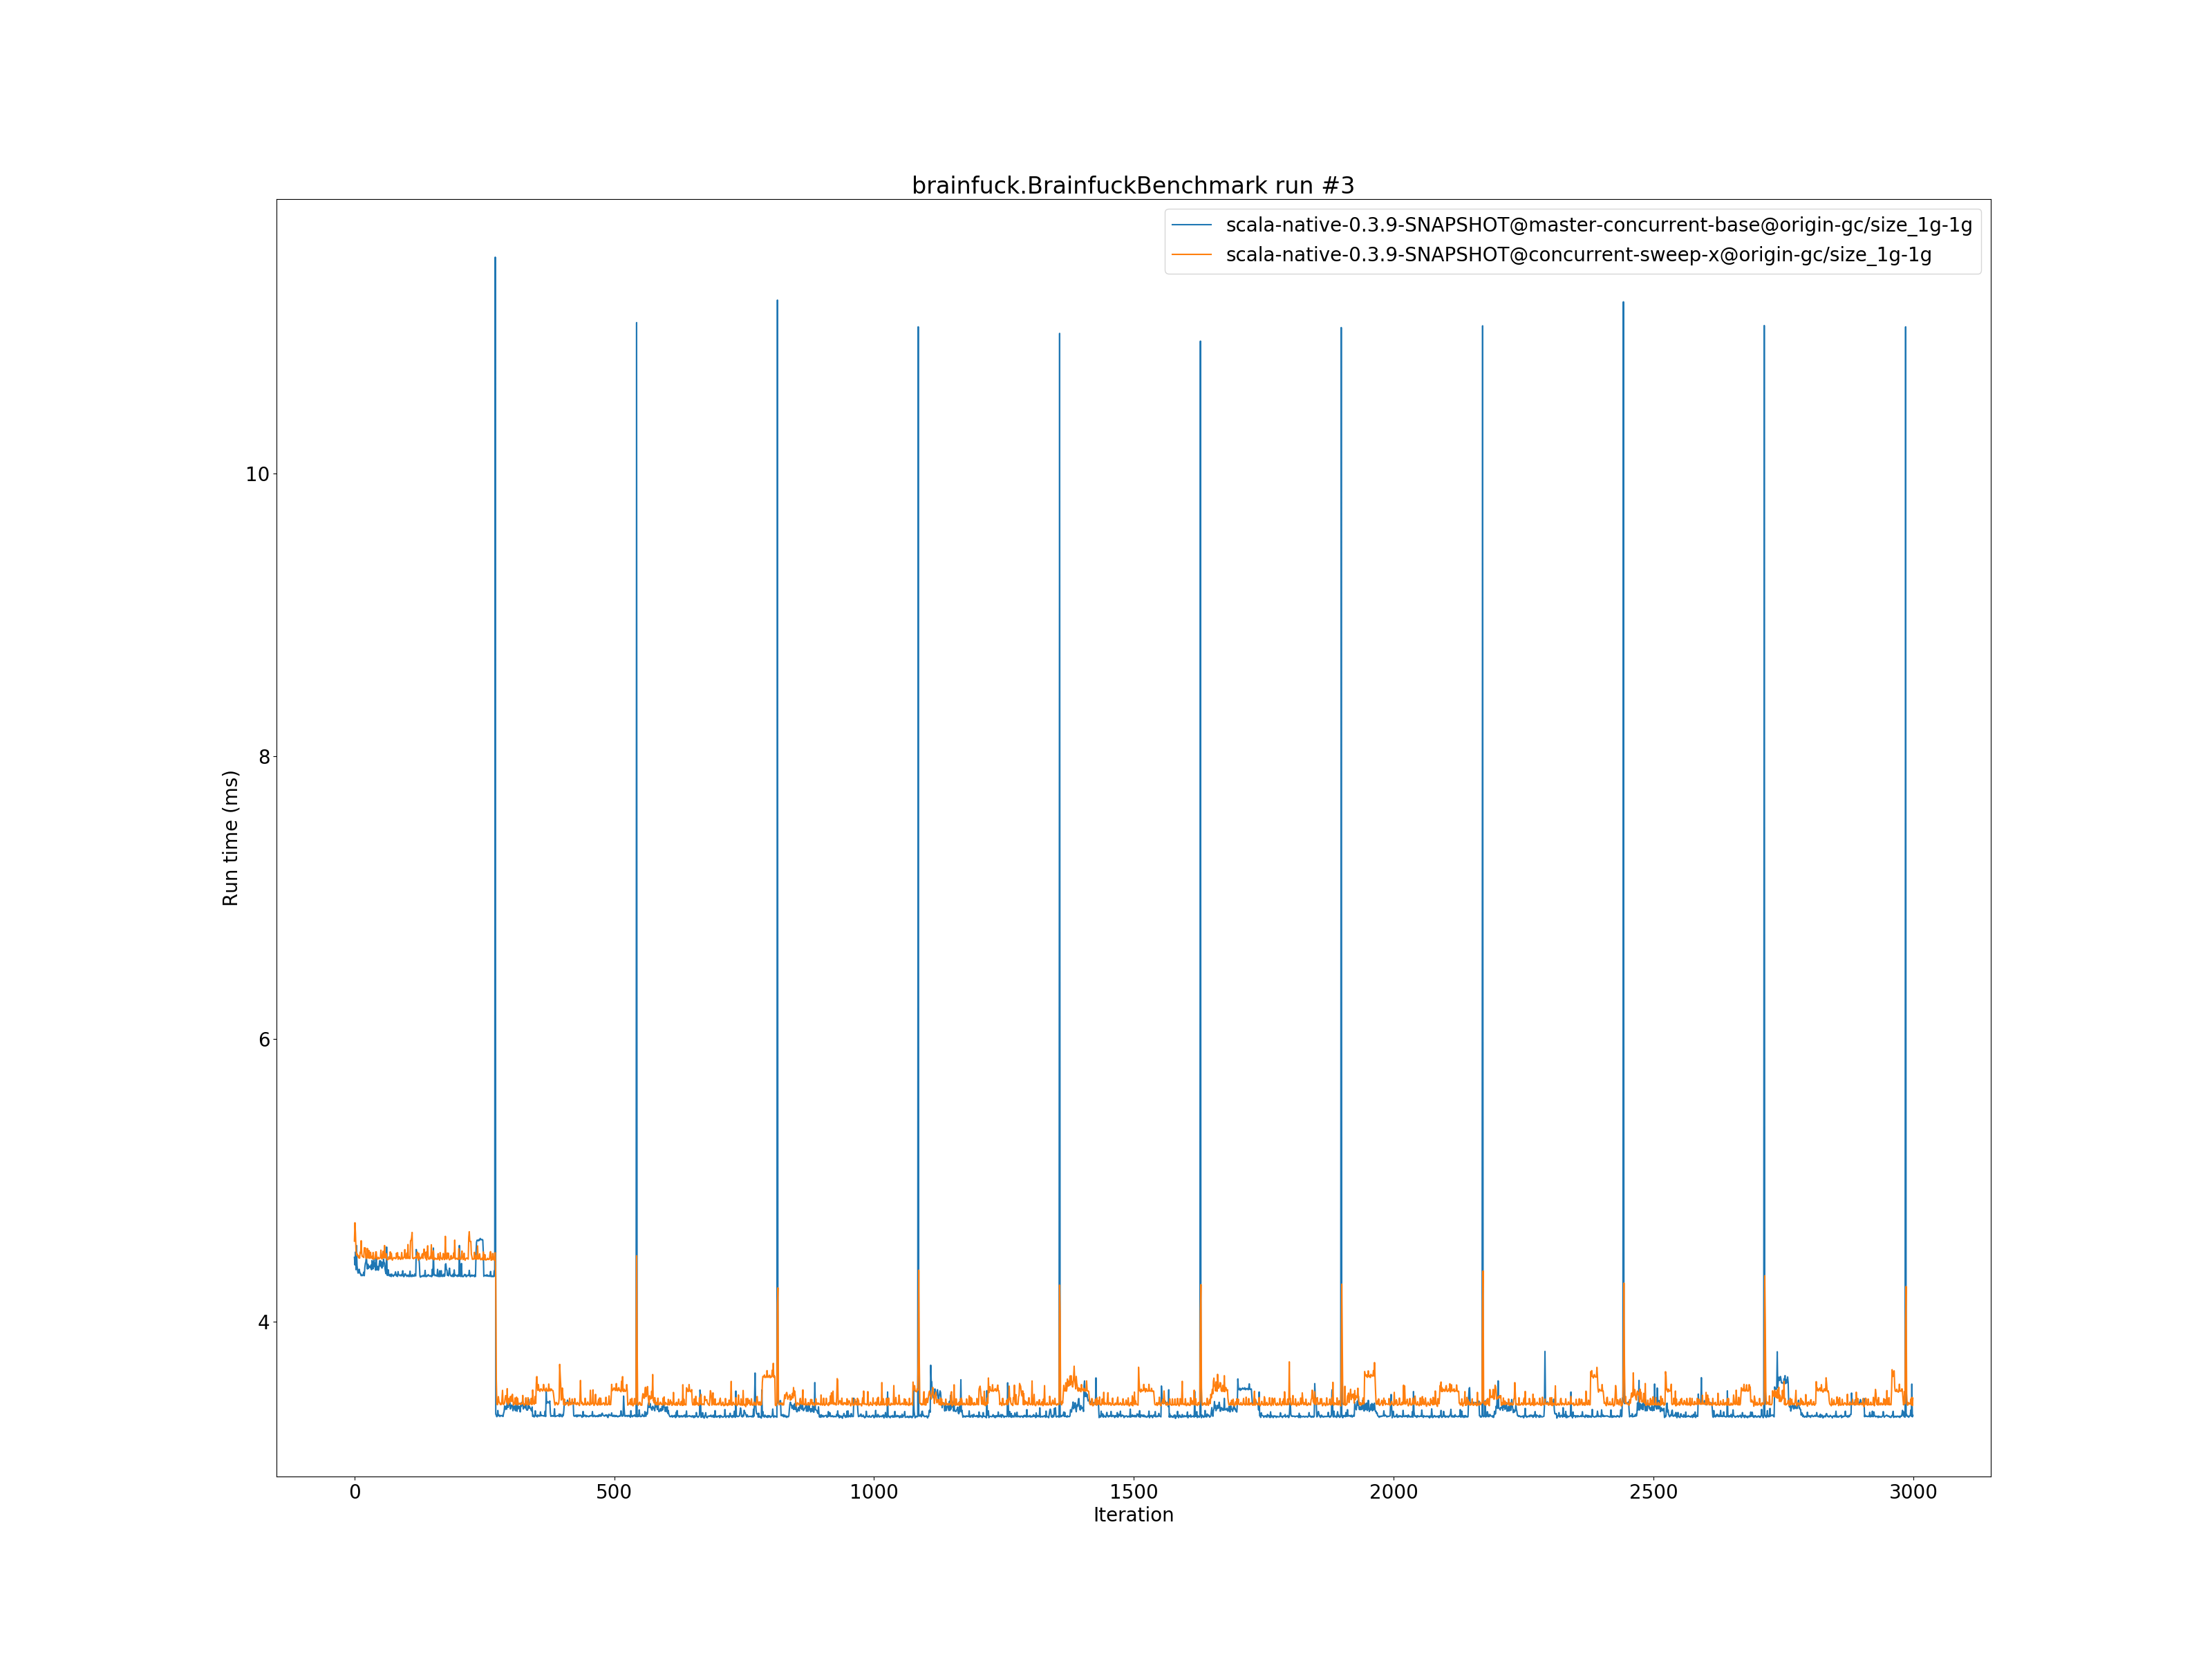 brainfuck.BrainfuckBenchmark run #3
scala-native-0.3.9-SNAPSHOT@master-concurrent-base@origin-gc/size_1g-1g
scala-native-0.3.9-SNAPSHOT@concurrent-sweep-x@origin-gc/size_1g-1g
10
8
6
4
Run time (ms)
0 500 1000 1500 2000 2500 3000
Iteration